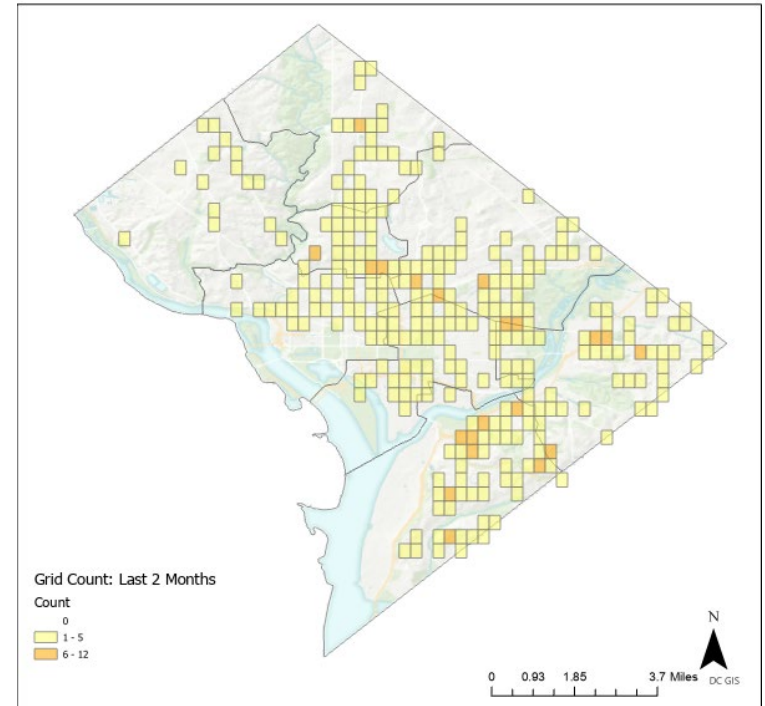 Grid Count: Last 2 Months
Count
0
1 - 5
6 - 12
N
0 0.93 1.85 3.7 Miles
DC GIS